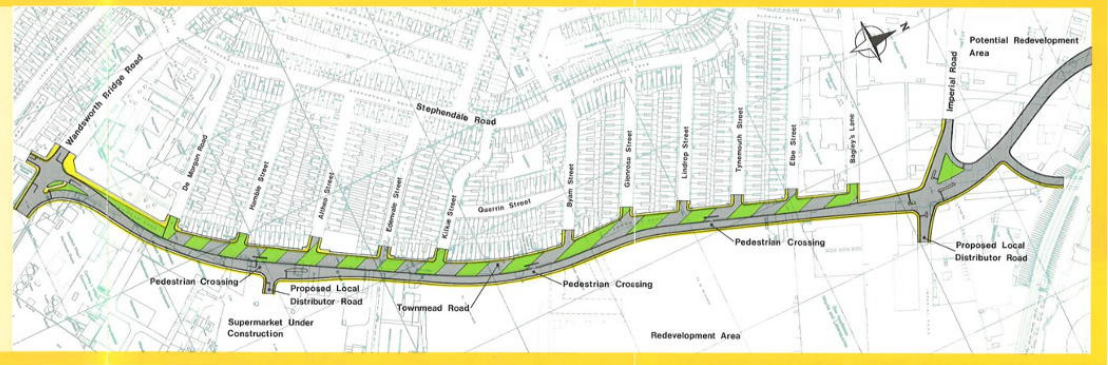 Potential Redevelopment
Area
N
Imperial Road
Wandsworth Bridge Road
Stephendale Road
De Morgan Road
Hamble Street
Althea Street
Edenvale Street
Kilkie Street
Querrin Street
Byam Street
Glenrosa Street
Lindrop Street
Tynemouth Street
Elbe Street
Bagley's Lane
Pedestrian Crossing
Proposed Local
Distributor Road
Pedestrian Crossing
Proposed Local
Distributor Road
Townmead Road
Pedestrian Crossing
Supermarket Under
Construction
Redevelopment Area